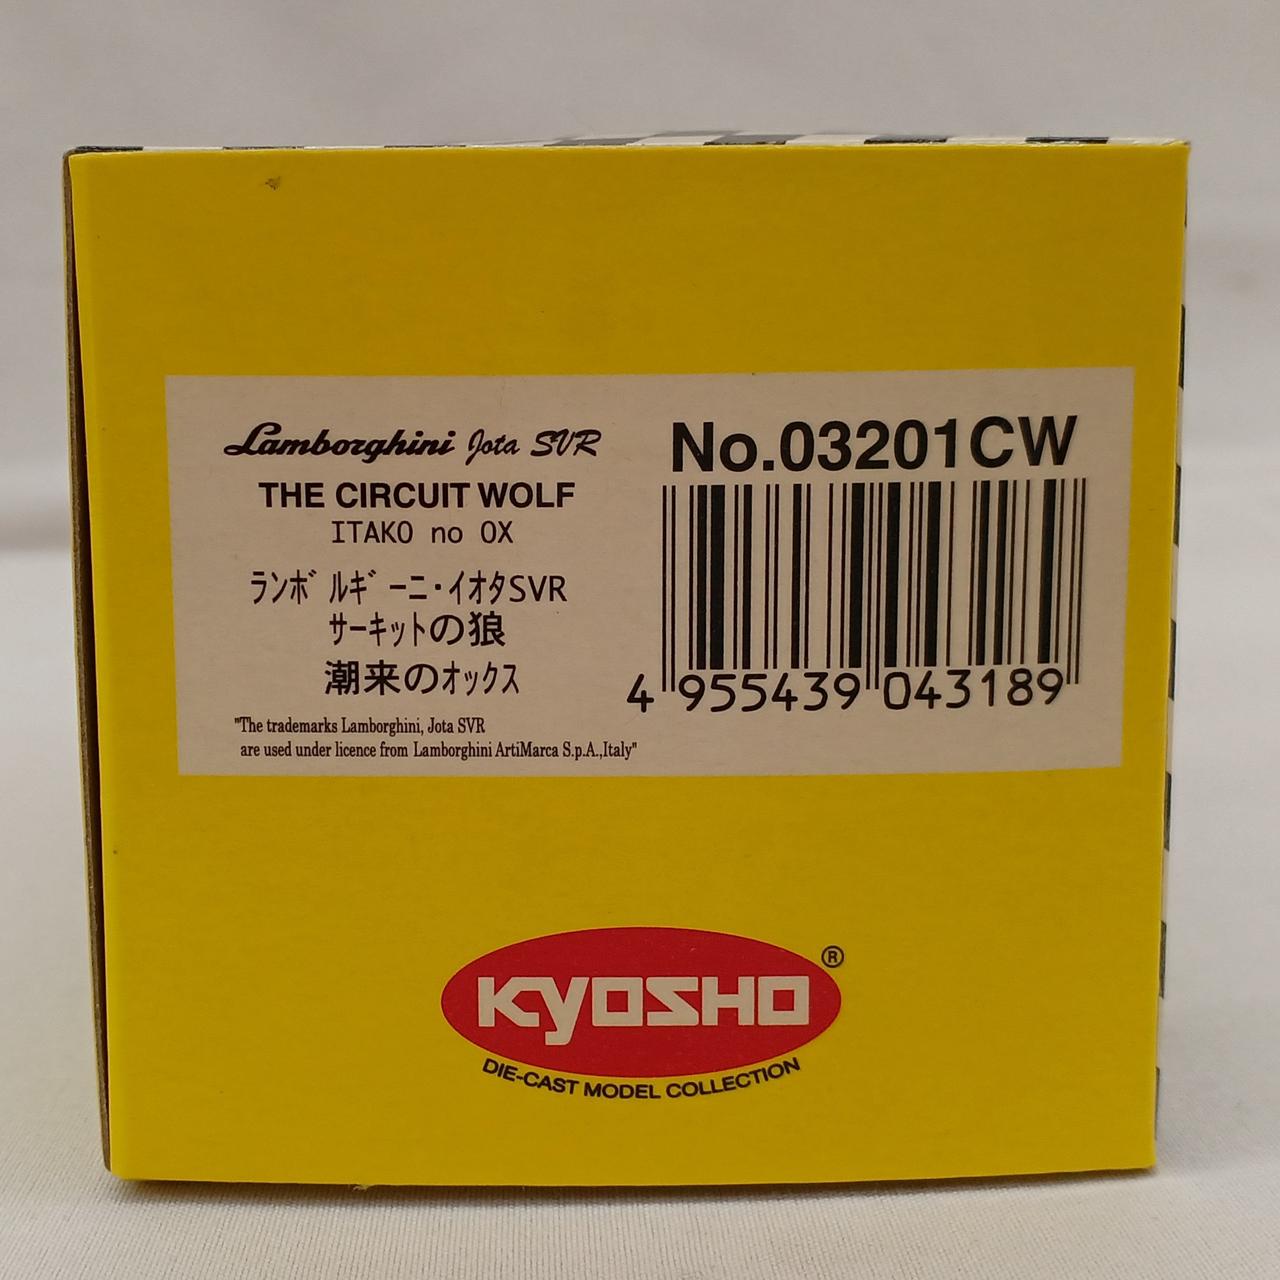 Lamborghini Jota SVR
THE CIRCUIT WOLF
ITAKO no OX
ランボルギーニ・イオタSVR
サーキットの狼
潮来のオックス
"The trademarks Lamborghini, Jota SVR
are used under licence from Lamborghini ArtiMarca S.p.A.,Italy"
No.03201CW
4 955439 043189
KYOSHO ®
DIE-CAST MODEL COLLECTION